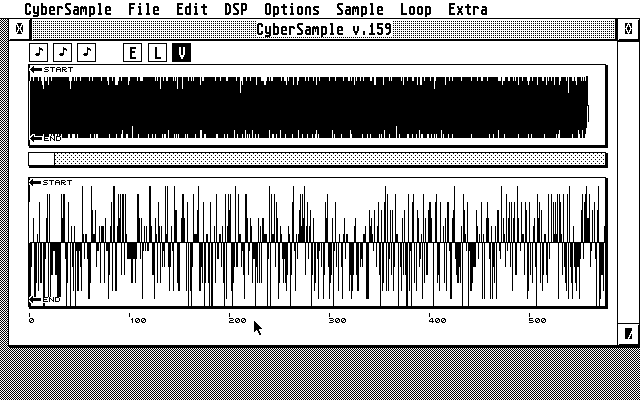 CyberSample File Edit DSP Options Sample Loop Extra
CyberSample v.159
E L V
START
END
START
END
0 100 200 300 400 500